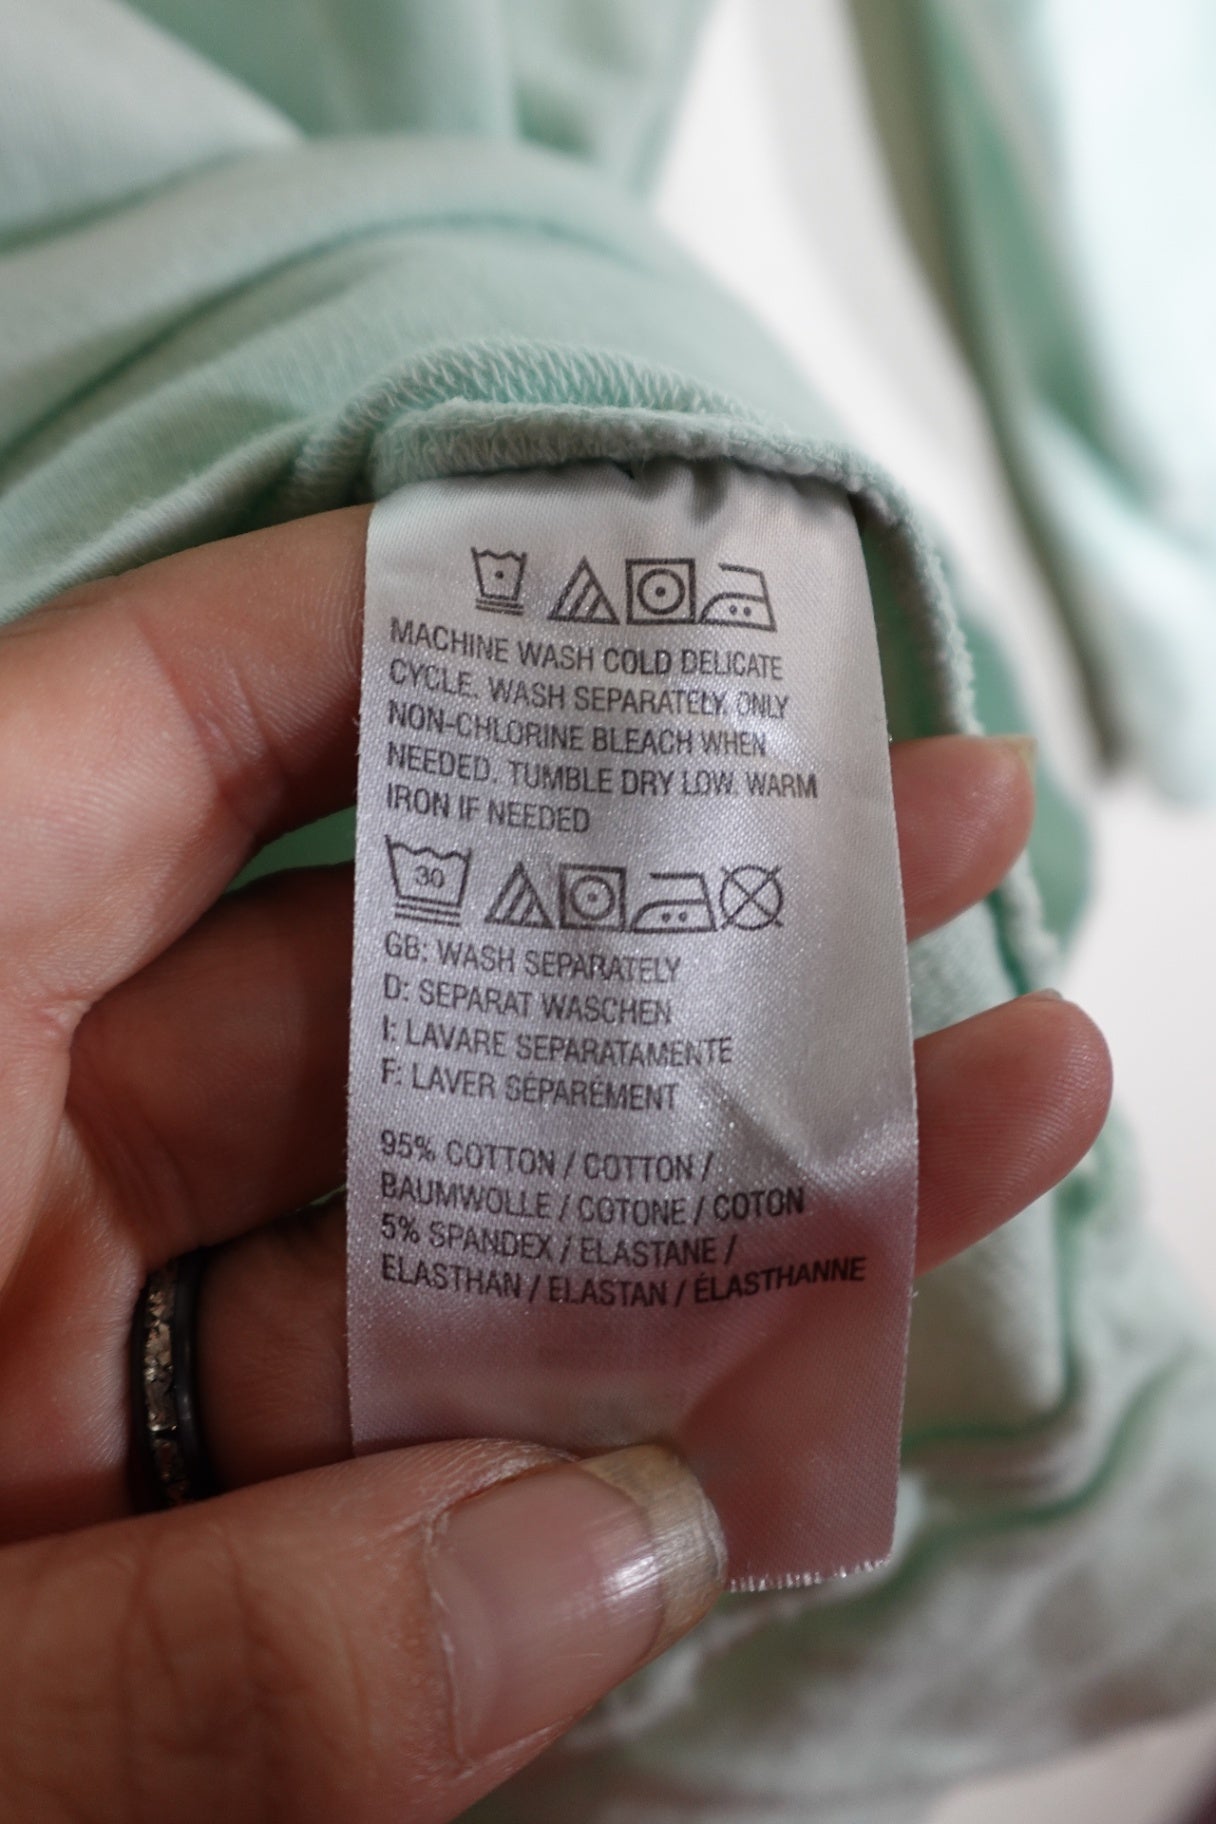 MACHINE WASH COLD DELICATE
CYCLE. WASH SEPARATELY. ONLY
NON-CHLORINE BLEACH WHEN
NEEDED. TUMBLE DRY LOW. WARM
IRON IF NEEDED
30
GB: WASH SEPARATELY
D: SEPARAT WASCHEN
I: LAVARE SEPARATAMENTE
F: LAVER SÉPARÉMENT
95% COTTON / COTTON /
BAUMWOLLE / COTONE / COTON
5% SPANDEX / ELASTANE /
ELASTHAN / ELASTAN / ÉLASTHANNE